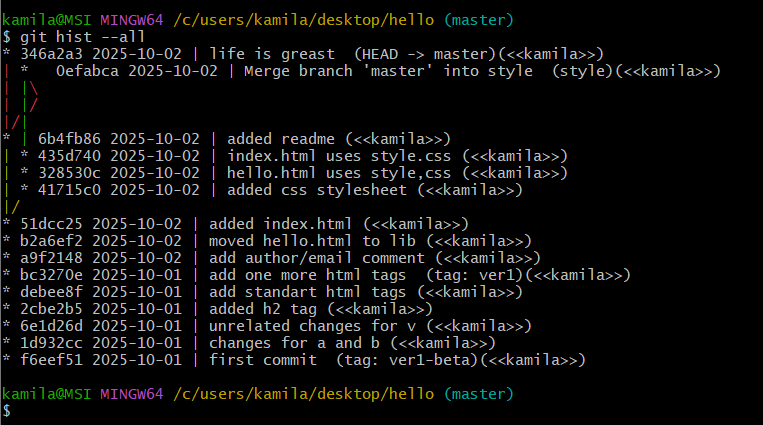 kamila@MSI MINGW64 /c/users/kamila/desktop/hello (master)
$ git hist --all
* 346a2a3 2025-10-02 | life is greast  (HEAD -> master)(<<kamila>>)
| *   0efabca 2025-10-02 | Merge branch 'master' into style  (style)(<<kamila>>)
| |\
| |/
|/|
* | 6b4fb86 2025-10-02 | added readme (<<kamila>>)
| * 435d740 2025-10-02 | index.html uses style.css (<<kamila>>)
| * 328530c 2025-10-02 | hello.html uses style,css (<<kamila>>)
| * 41715c0 2025-10-02 | added css stylesheet (<<kamila>>)
|/
* 51dcc25 2025-10-02 | added index.html (<<kamila>>)
* b2a6ef2 2025-10-02 | moved hello.html to lib (<<kamila>>)
* a9f2148 2025-10-02 | add author/email comment (<<kamila>>)
* bc3270e 2025-10-01 | add one more html tags  (tag: ver1)(<<kamila>>)
* debee8f 2025-10-01 | add standart html tags (<<kamila>>)
* 2cbe2b5 2025-10-01 | added h2 tag (<<kamila>>)
* 6e1d26d 2025-10-01 | unrelated changes for v (<<kamila>>)
* 1d932cc 2025-10-01 | changes for a and b (<<kamila>>)
* f6eef51 2025-10-01 | first commit  (tag: ver1-beta)(<<kamila>>)
kamila@MSI MINGW64 /c/users/kamila/desktop/hello (master)
$